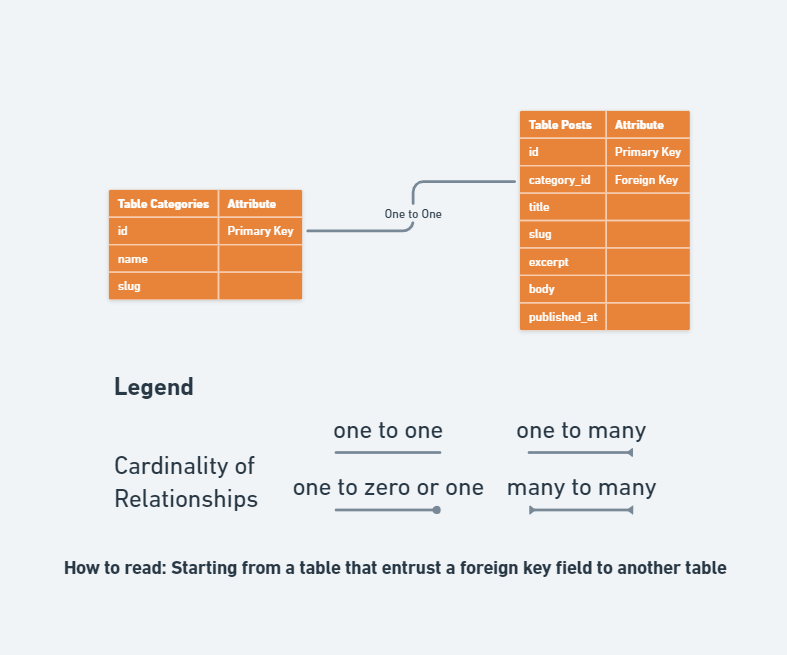 Table Posts Attribute
id Primary Key
category_id Foreign Key
title
slug
excerpt
body
published_at
Table Categories Attribute
id Primary Key
name
slug
One to One
Legend
Cardinality of
Relationships
one to one
one to many
one to zero or one
many to many
How to read: Starting from a table that entrust a foreign key field to another table